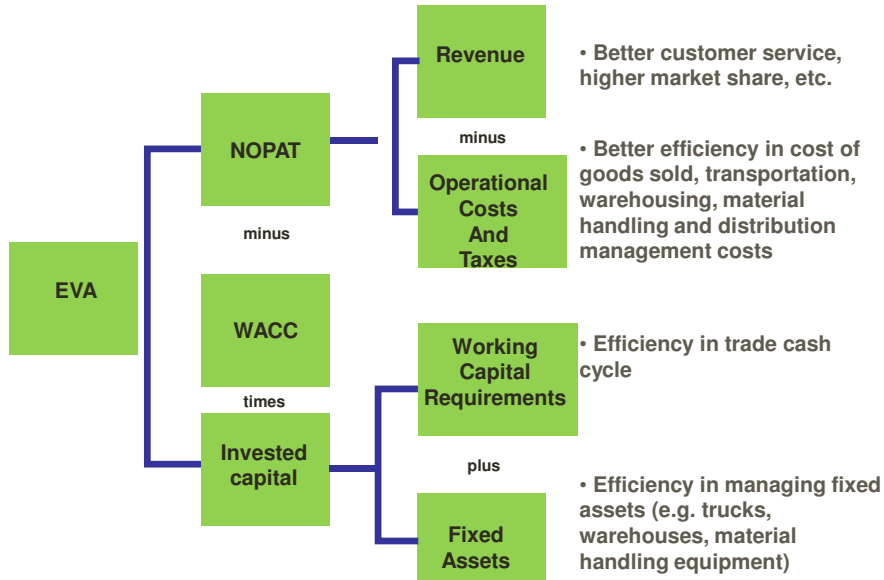 Revenue
• Better customer service,
higher market share, etc.
minus
NOPAT
Operational
Costs
And
Taxes
• Better efficiency in cost of
goods sold, transportation,
warehousing, material
handling and distribution
management costs
minus
EVA
WACC
Working
Capital
Requirements
• Efficiency in trade cash
cycle
times
Invested
capital
plus
Fixed
Assets
• Efficiency in managing fixed
assets (e.g. trucks,
warehouses, material
handling equipment)